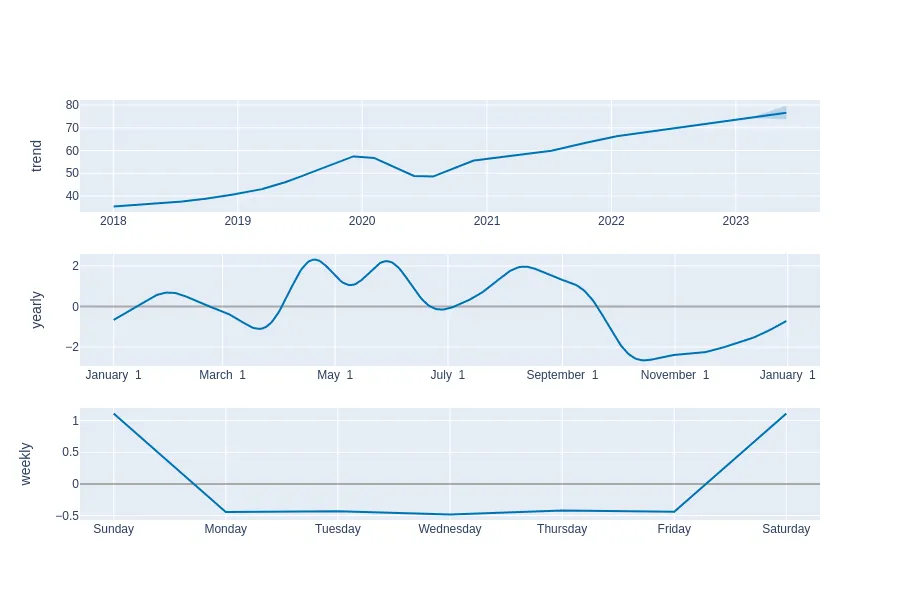 trend
80
70
60
50
40
2018 2019 2020 2021 2022 2023
yearly
2
0
−2
January 1 March 1 May 1 July 1 September 1 November 1 January 1
weekly
1
0.5
0
−0.5
Sunday Monday Tuesday Wednesday Thursday Friday Saturday